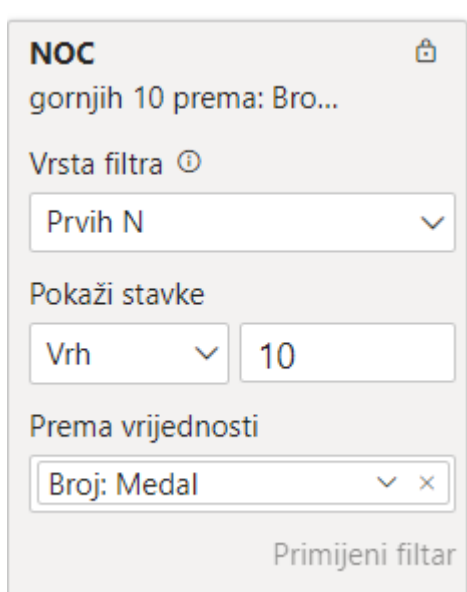 NOC
gornjih 10 prema: Bro...
Vrsta filtra
Prvih N
Pokaži stavke
Vrh 10
Prema vrijednosti
Broj: Medal
Primijeni filtar